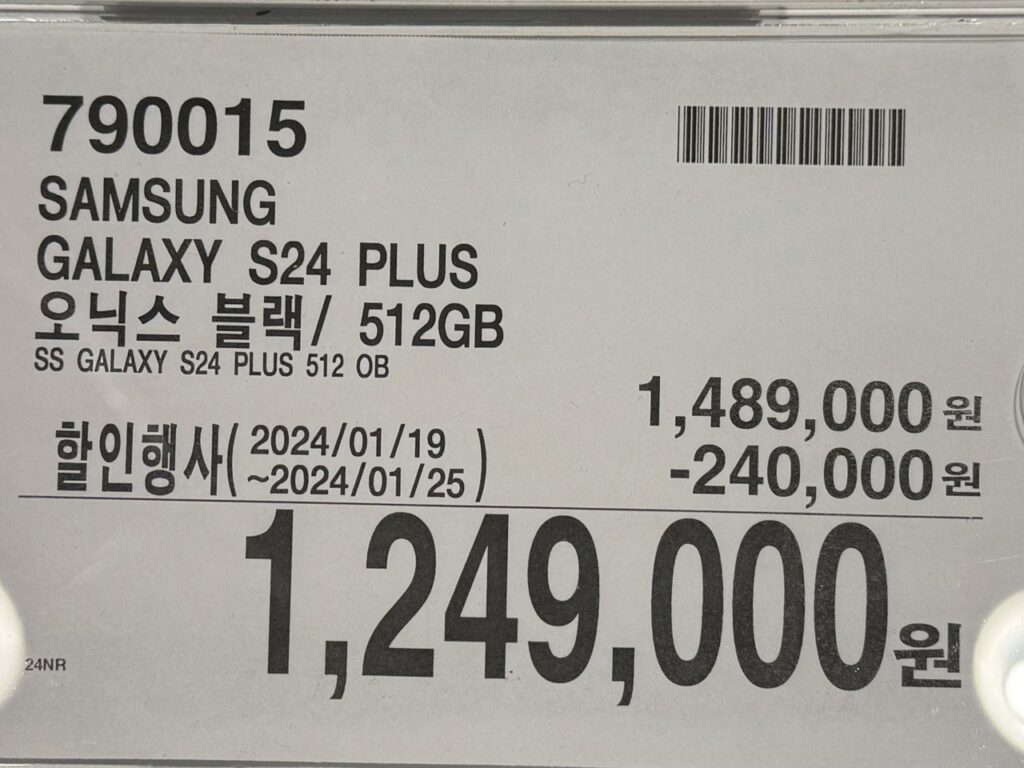 790015
SAMSUNG
GALAXY S24 PLUS
오닉스 블랙/ 512GB
SS GALAXY S24 PLUS 512 OB
1,489,000원
할인행사( 2024/01/19
~2024/01/25 )
-240,000원
1,249,000원
24NR